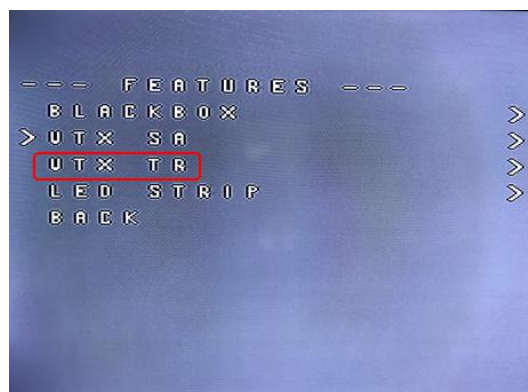 --- FEATURES ---
BLACKBOX >
> VTX SA >
VTX TR >
LED STRIP >
BACK